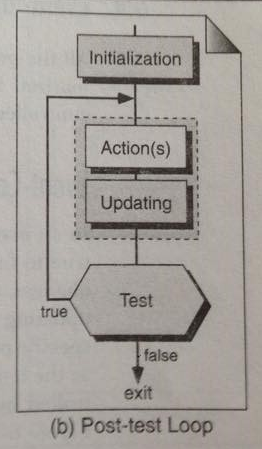 Initialization
Action(s)
Updating
Test
true
false
exit
(b) Post-test Loop